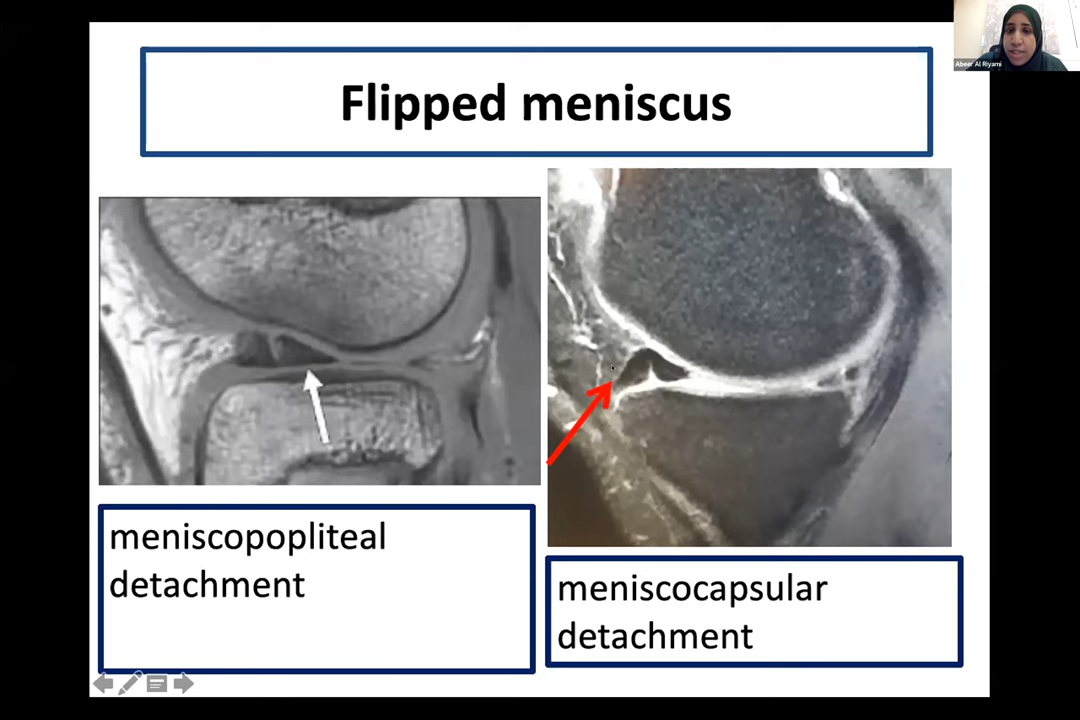 Flipped meniscus
Abeer Al Riyami
meniscopopliteal
detachment
meniscocapsular
detachment